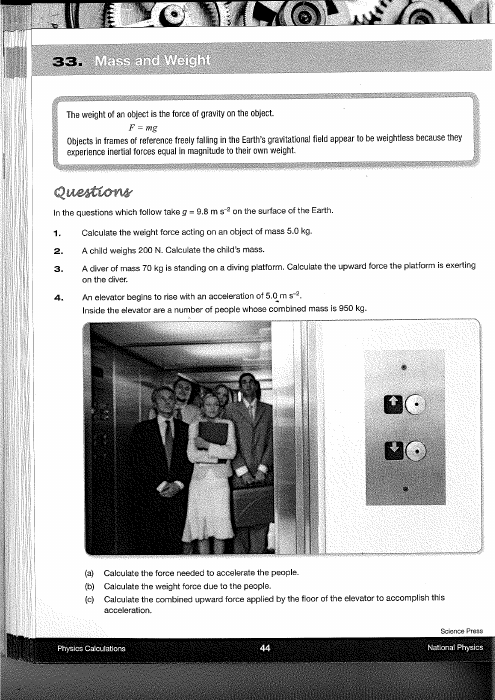 33. Mass and Weight
The weight of an object is the force of gravity on the object.
F = mg
Objects in frames of reference freely falling in the Earth's gravitational field appear to be weightless because they
experience inertial forces equal in magnitude to their own weight.
Questions
In the questions which follow take g = 9.8 m s⁻² on the surface of the Earth.
1. Calculate the weight force acting on an object of mass 5.0 kg.
2. A child weighs 200 N. Calculate the child's mass.
3. A diver of mass 70 kg is standing on a diving platform. Calculate the upward force the platform is exerting
on the diver.
4. An elevator begins to rise with an acceleration of 5.0 m s⁻².
Inside the elevator are a number of people whose combined mass is 950 kg.
(a) Calculate the force needed to accelerate the people.
(b) Calculate the weight force due to the people.
(c) Calculate the combined upward force applied by the floor of the elevator to accomplish this
acceleration.
Science Press
Physics Calculations 44 National Physics